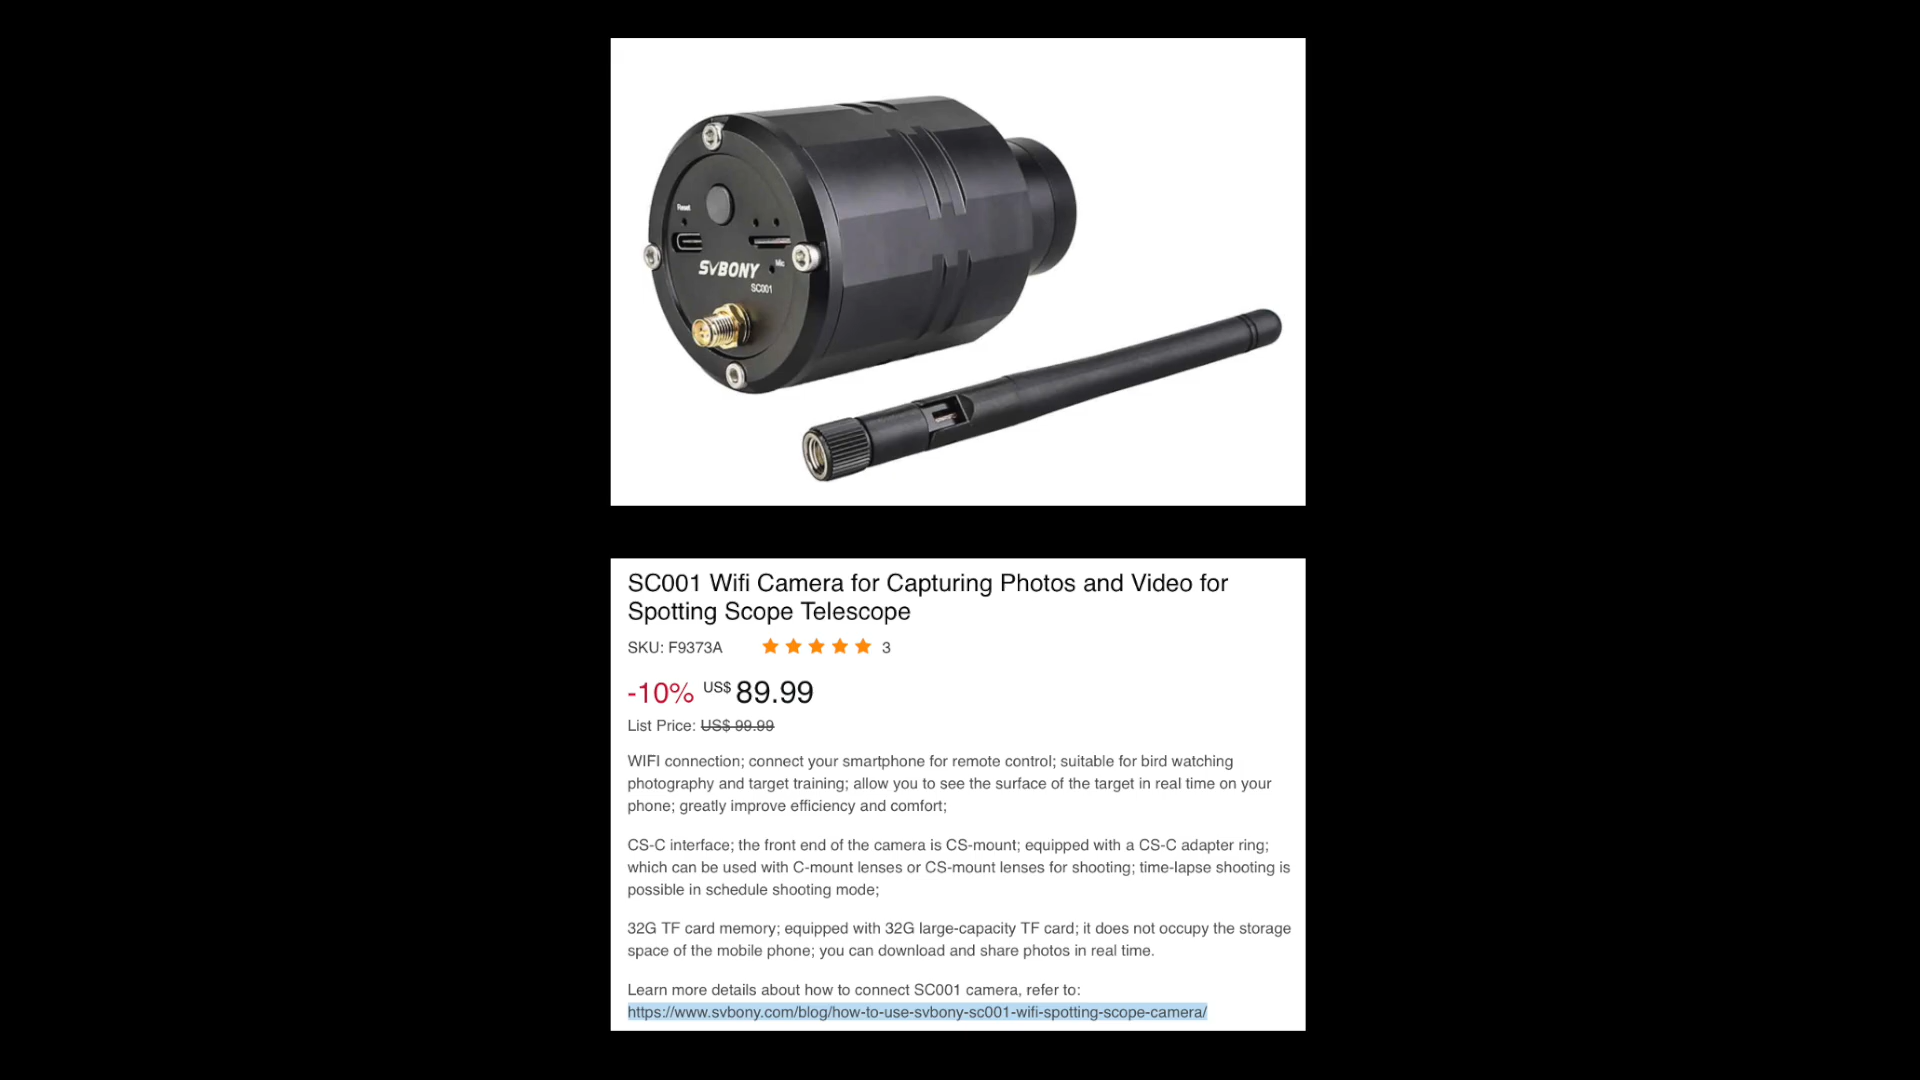 Reset
Mic
SVBONY
SC001
SC001 Wifi Camera for Capturing Photos and Video for
Spotting Scope Telescope
SKU: F9373A 3
-10% US$ 89.99
List Price: US$ 99.99
WIFI connection; connect your smartphone for remote control; suitable for bird watching
photography and target training; allow you to see the surface of the target in real time on your
phone; greatly improve efficiency and comfort;
CS-C interface; the front end of the camera is CS-mount; equipped with a CS-C adapter ring;
which can be used with C-mount lenses or CS-mount lenses for shooting; time-lapse shooting is
possible in schedule shooting mode;
32G TF card memory; equipped with 32G large-capacity TF card; it does not occupy the storage
space of the mobile phone; you can download and share photos in real time.
Learn more details about how to connect SC001 camera, refer to:
https://www.svbony.com/blog/how-to-use-svbony-sc001-wifi-spotting-scope-camera/